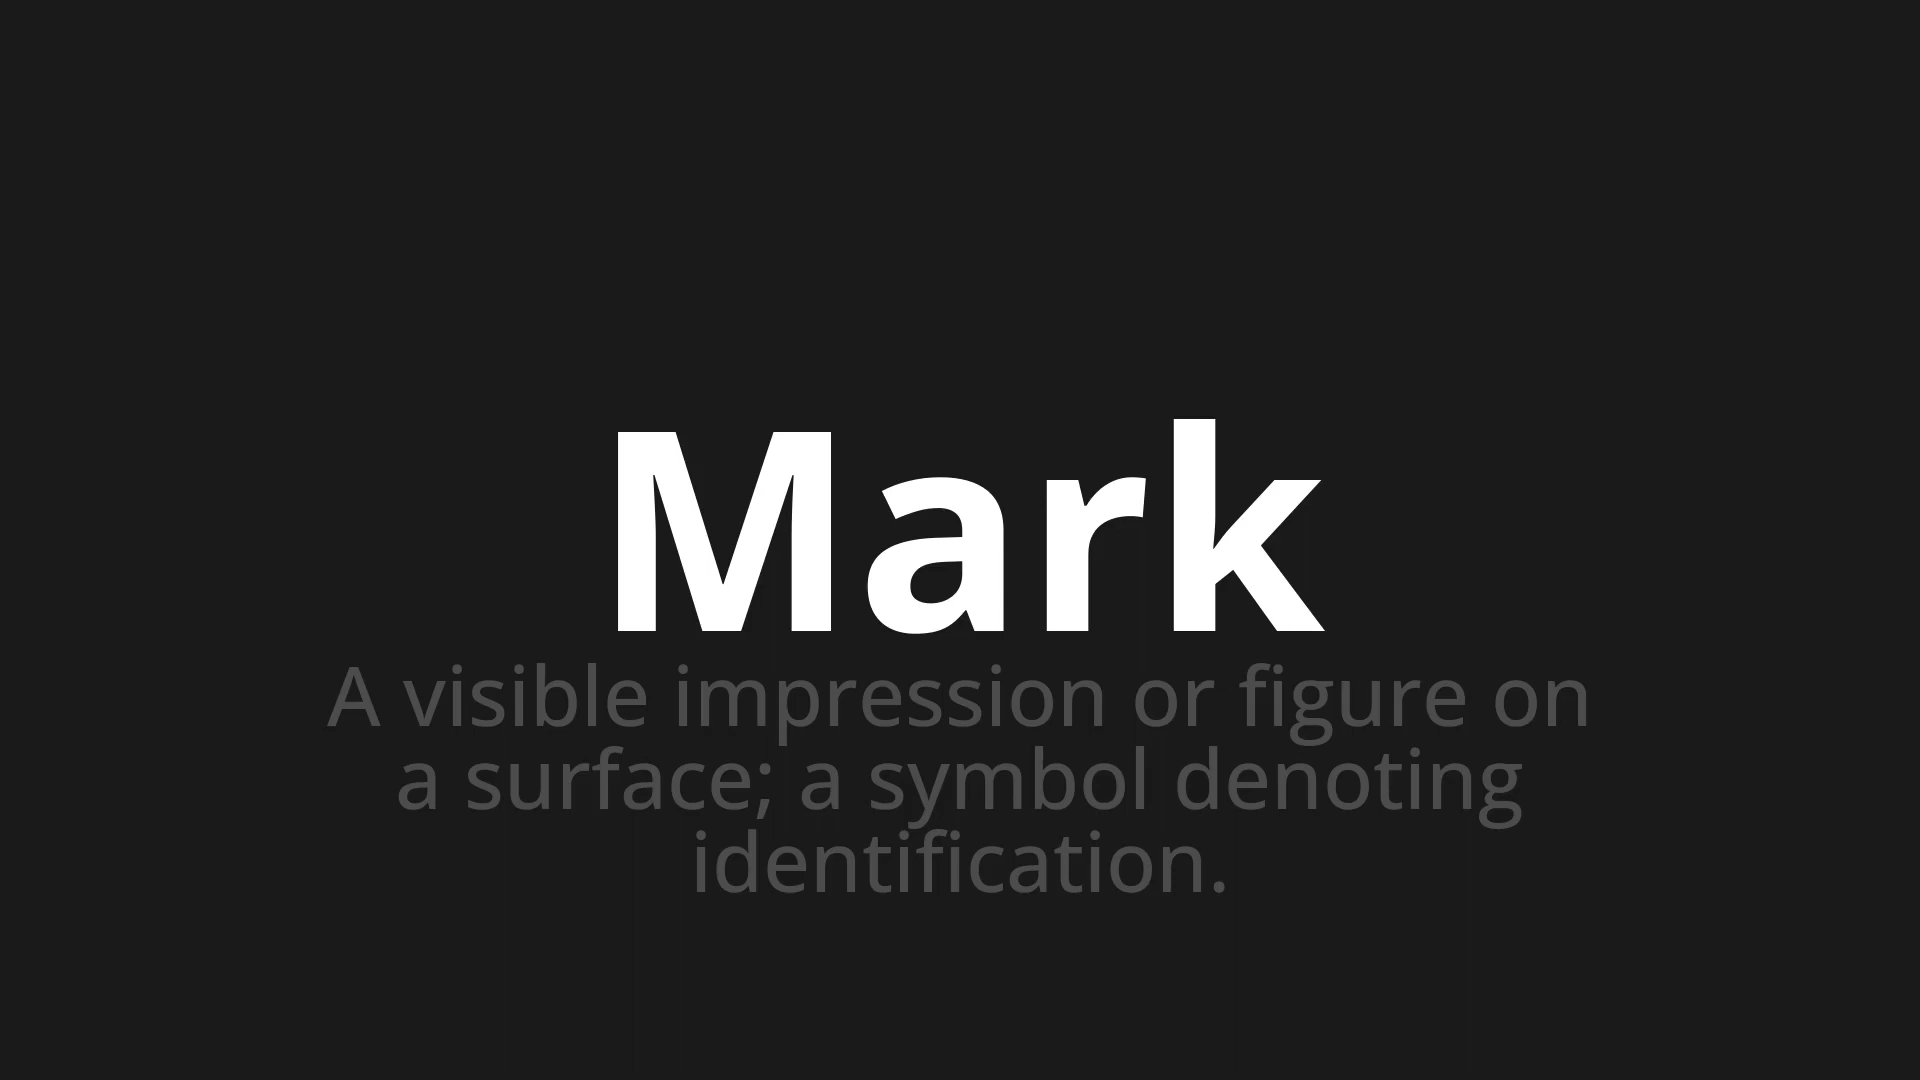 Mark
A visible impression or figure on
a surface; a symbol denoting
identification.